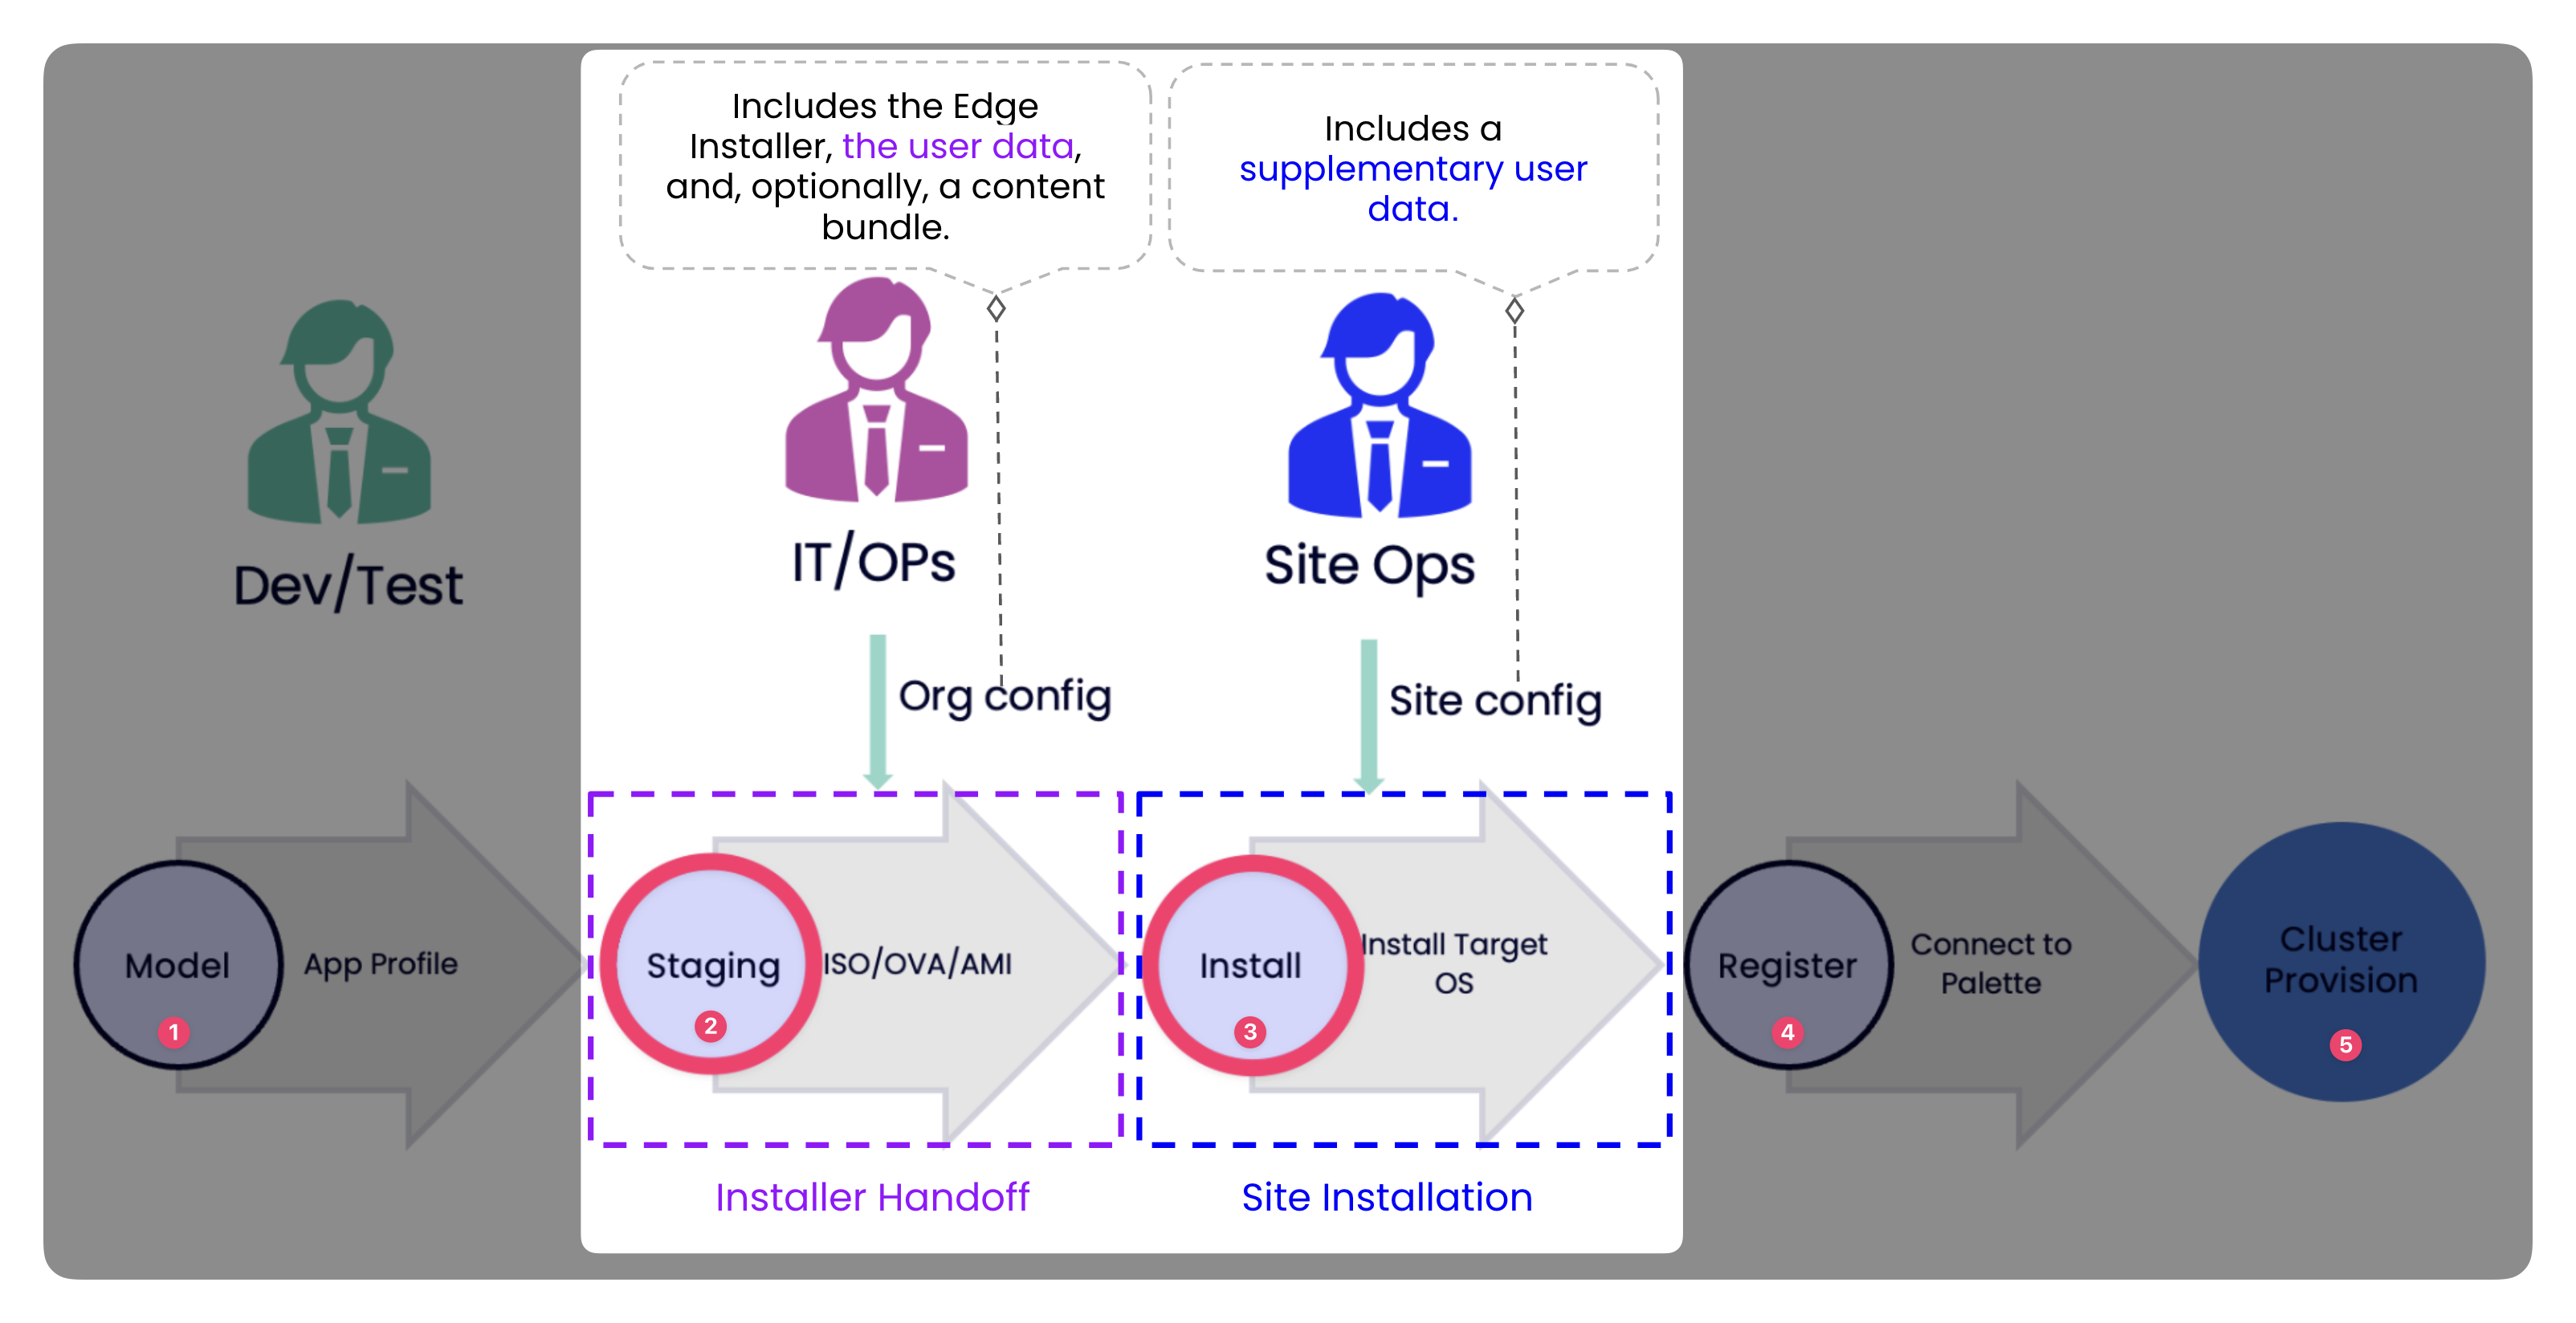 Includes the Edge
Installer, the user data,
and, optionally, a content
bundle.
Includes a
supplementary user
data.
Dev/Test
IT/OPs
Site Ops
Org config
Site config
Model
1
App Profile
Staging
2
ISO/OVA/AMI
Install
3
Install Target
OS
Register
4
Connect to
Palette
Cluster
Provision
5
Installer Handoff
Site Installation